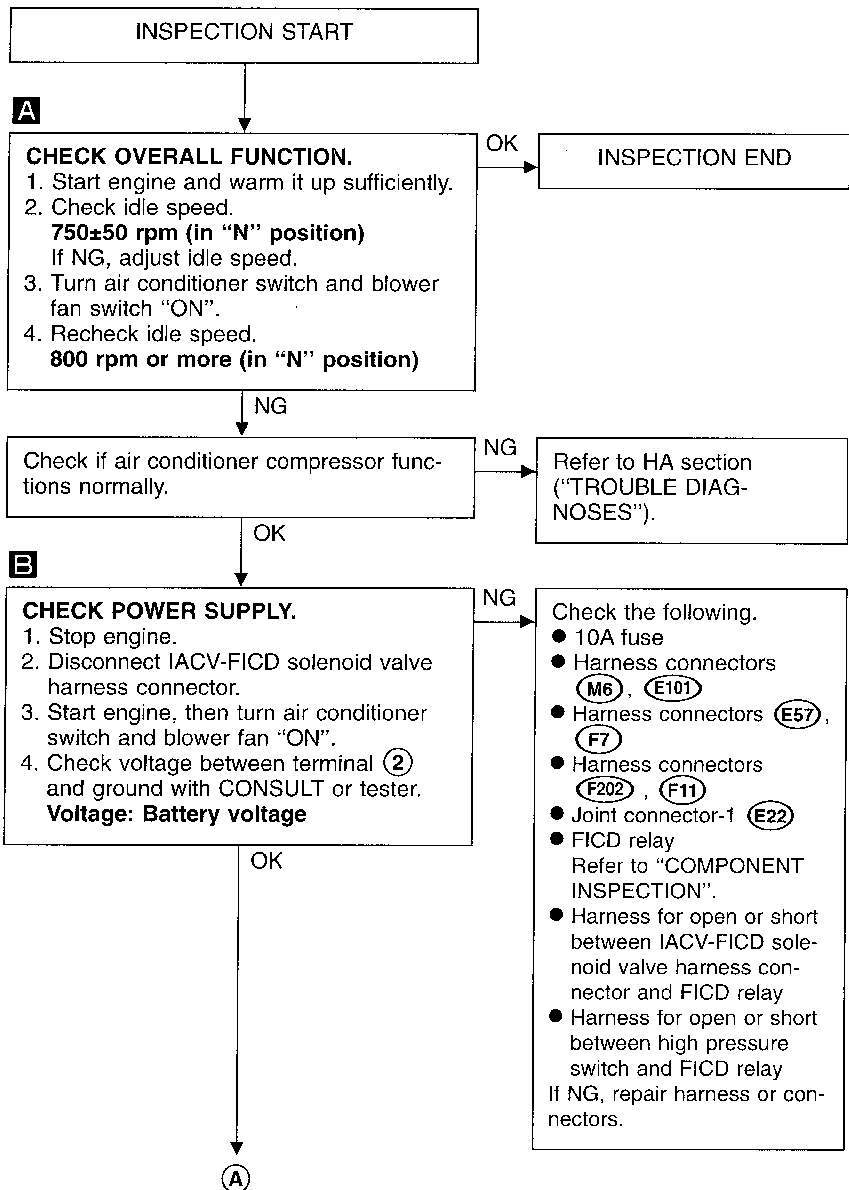 INSPECTION START
A
CHECK OVERALL FUNCTION.
1. Start engine and warm it up sufficiently.
2. Check idle speed.
750±50 rpm (in “N” position)
If NG, adjust idle speed.
3. Turn air conditioner switch and blower
fan switch “ON”.
4. Recheck idle speed.
800 rpm or more (in “N” position)
OK
INSPECTION END
NG
Check if air conditioner compressor func-
tions normally.
NG
Refer to HA section
(“TROUBLE DIAG-
NOSES”).
OK
B
CHECK POWER SUPPLY.
1. Stop engine.
2. Disconnect IACV-FICD solenoid valve
harness connector.
3. Start engine, then turn air conditioner
switch and blower fan “ON”.
4. Check voltage between terminal 2
and ground with CONSULT or tester.
Voltage: Battery voltage
NG
Check the following.
● 10A fuse
● Harness connectors
M6 , E101
● Harness connectors E57 ,
F7
● Harness connectors
F202 , F11
● Joint connector-1 E22
● FICD relay
Refer to “COMPONENT
INSPECTION”.
● Harness for open or short
between IACV-FICD sole-
noid valve harness con-
nector and FICD relay
● Harness for open or short
between high pressure
switch and FICD relay
If NG, repair harness or con-
nectors.
OK
A